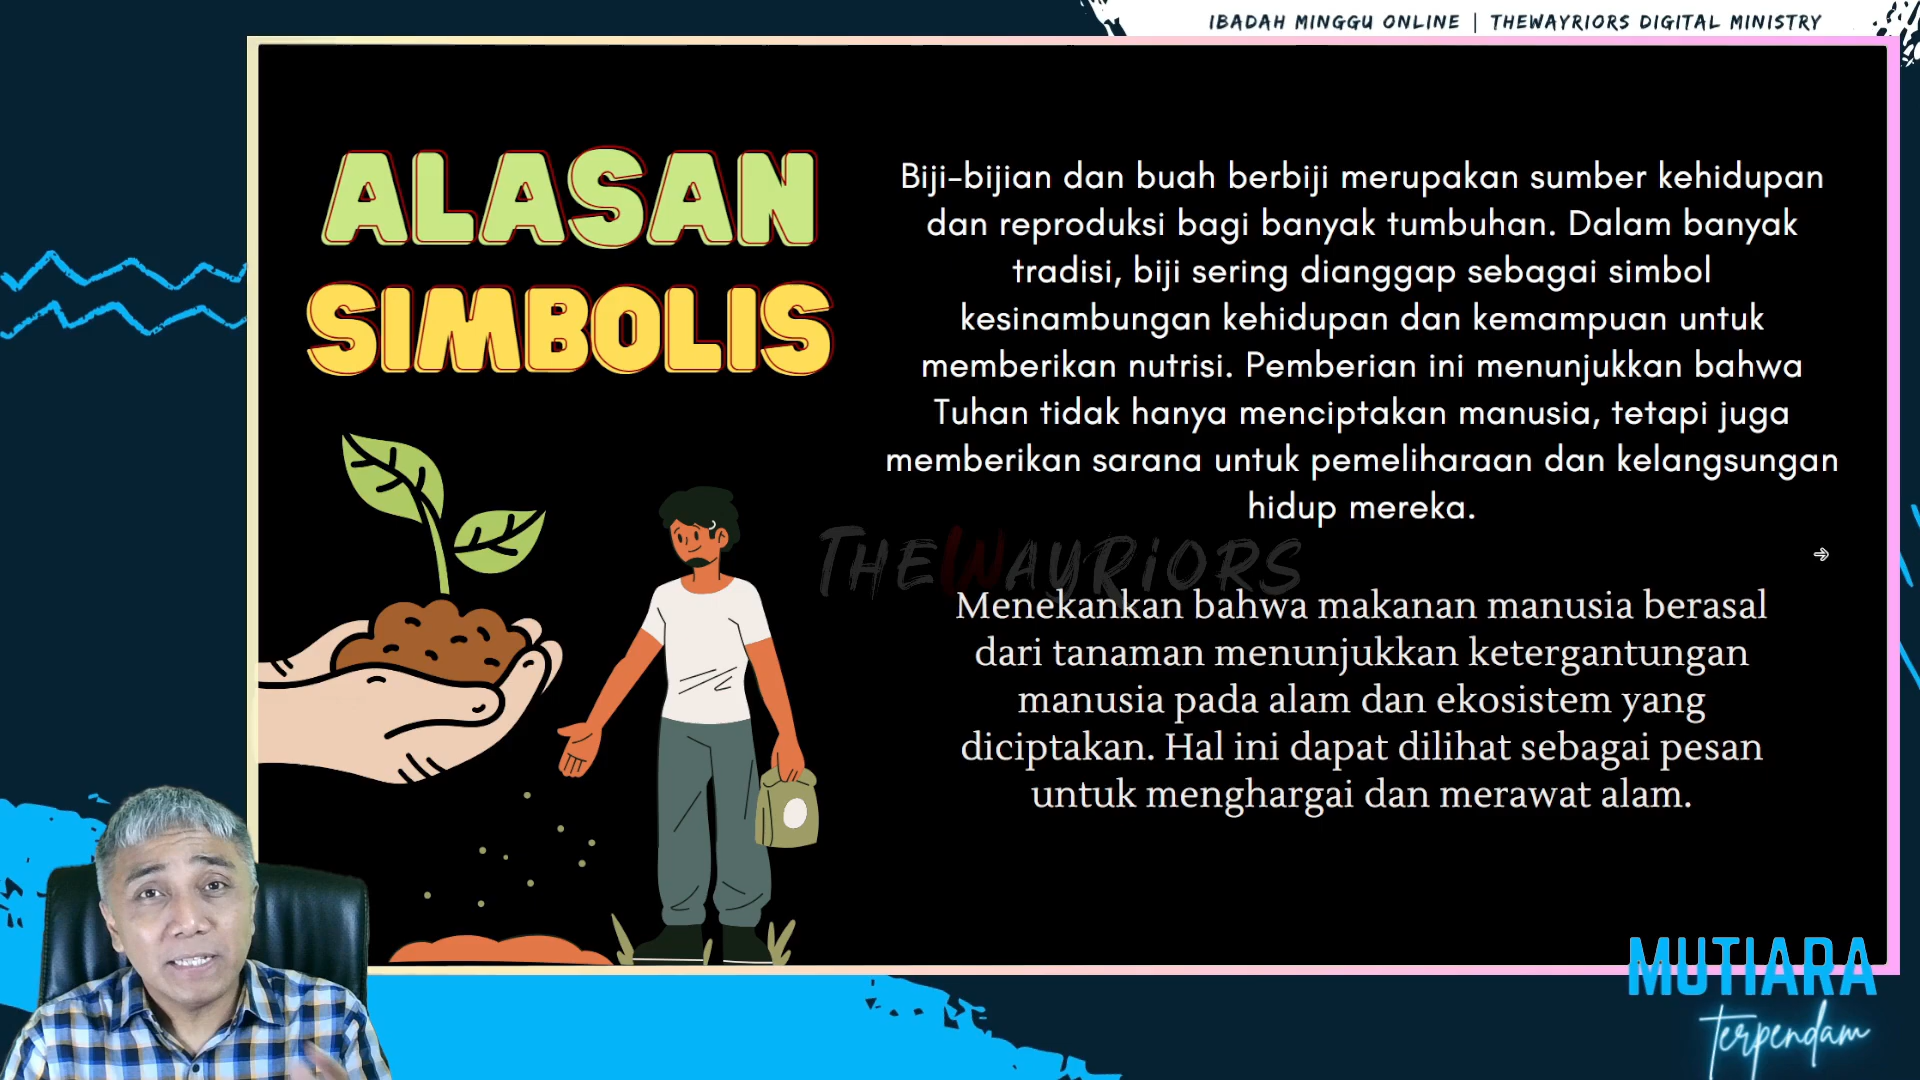 IBADAH MINGGU ONLINE | THEWAYRIORS DIGITAL MINISTRY
ALASAN
SIMBOLIS
Biji-bijian dan buah berbiji merupakan sumber kehidupan
dan reproduksi bagi banyak tumbuhan. Dalam banyak
tradisi, biji sering dianggap sebagai simbol
kesinambungan kehidupan dan kemampuan untuk
memberikan nutrisi. Pemberian ini menunjukkan bahwa
Tuhan tidak hanya menciptakan manusia, tetapi juga
memberikan sarana untuk pemeliharaan dan kelangsungan
hidup mereka.
THEWAYRiORS
Menekankan bahwa makanan manusia berasal
dari tanaman menunjukkan ketergantungan
manusia pada alam dan ekosistem yang
diciptakan. Hal ini dapat dilihat sebagai pesan
untuk menghargai dan merawat alam.
MUTIARA
Terpendam